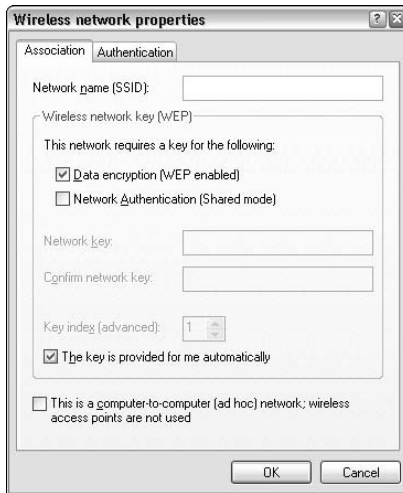 Wireless network properties
Association
Authentication
Network name (SSID):
Wireless network key (WEP)
This network requires a key for the following:
Data encryption (WEP enabled)
Network Authentication (Shared mode)
Network key:
Confirm network key:
Key index (advanced):
1
The key is provided for me automatically
This is a computer-to-computer (ad hoc) network; wireless
access points are not used
OK
Cancel